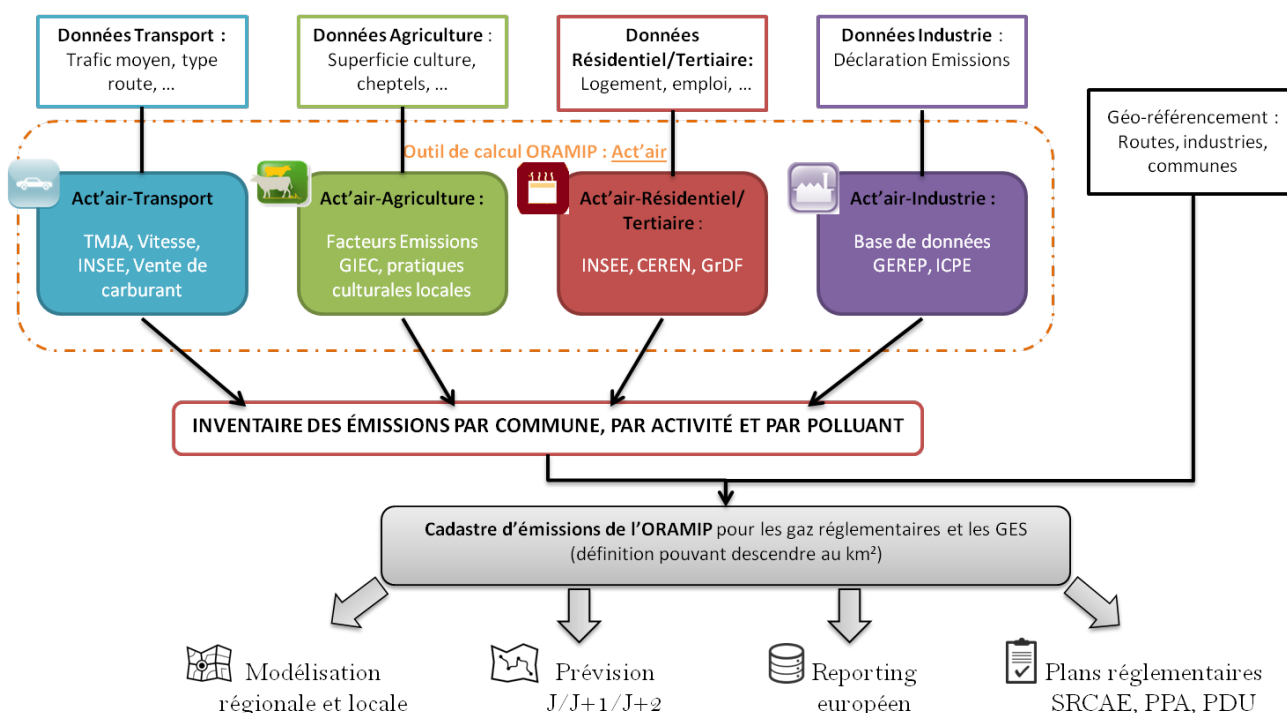 Données Transport :
Trafic moyen, type
route, ...
Données Agriculture :
Superficie culture,
cheptels, ...
Données
Résidentiel/Tertiaire:
Logement, emploi, ...
Données Industrie :
Déclaration Emissions
Géo-référencement :
Routes, industries,
communes
Outil de calcul ORAMIP : Act'air
Act'air-Transport
TMJA, Vitesse,
INSEE, Vente de
carburant
Act'air-Agriculture :
Facteurs Emissions
GIEC, pratiques
culturales locales
Act'air-Résidentiel/
Tertiaire :
INSEE, CEREN, GrDF
Act'air-Industrie :
Base de données
GEREP, ICPE
INVENTAIRE DES ÉMISSIONS PAR COMMUNE, PAR ACTIVITÉ ET PAR POLLUANT
Cadastre d'émissions de l'ORAMIP pour les gaz réglementaires et les GES
(définition pouvant descendre au km²)
Modélisation
régionale et locale
Prévision
J/J+1/J+2
Reporting
européen
Plans réglementaires
SRCAE, PPA, PDU